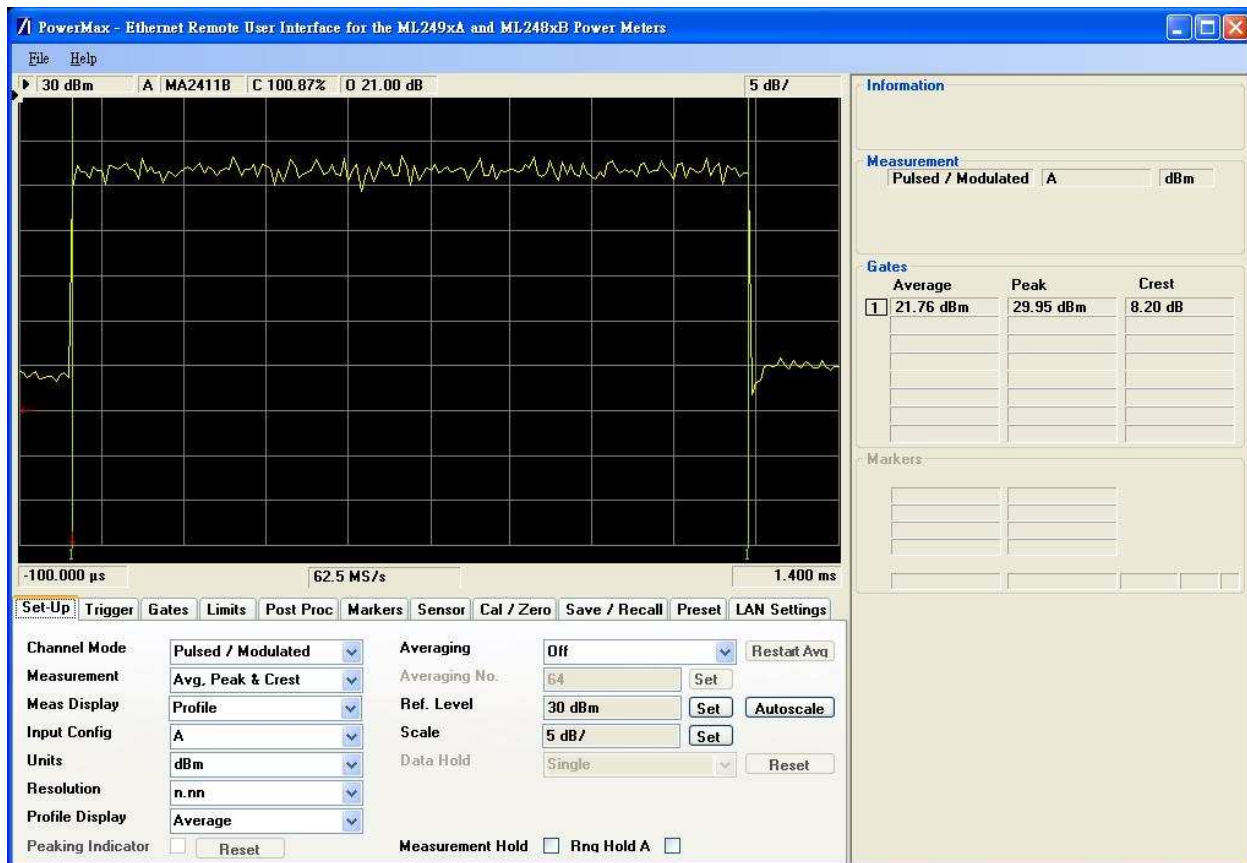 PowerMax - Ethernet Remote User Interface for the ML249xA and ML248xB Power Meters
File Help
30 dBm A MA2411B C 100.87% O 21.00 dB 5 dB/
1 1
-100.000 µs 62.5 MS/s 1.400 ms
Information
Measurement
Pulsed / Modulated A dBm
Gates
Average Peak Crest
1 21.76 dBm 29.95 dBm 8.20 dB
Markers
Set-Up Trigger Gates Limits Post Proc Markers Sensor Cal / Zero Save / Recall Preset LAN Settings
Channel Mode Pulsed / Modulated Averaging Off Restart Avg
Measurement Avg, Peak & Crest Averaging No. 64 Set
Meas Display Profile Ref. Level 30 dBm Set Autoscale
Input Config A Scale 5 dB/ Set
Units dBm Data Hold Single Reset
Resolution n.nn
Profile Display Average
Peaking Indicator Reset Measurement Hold Rng Hold A